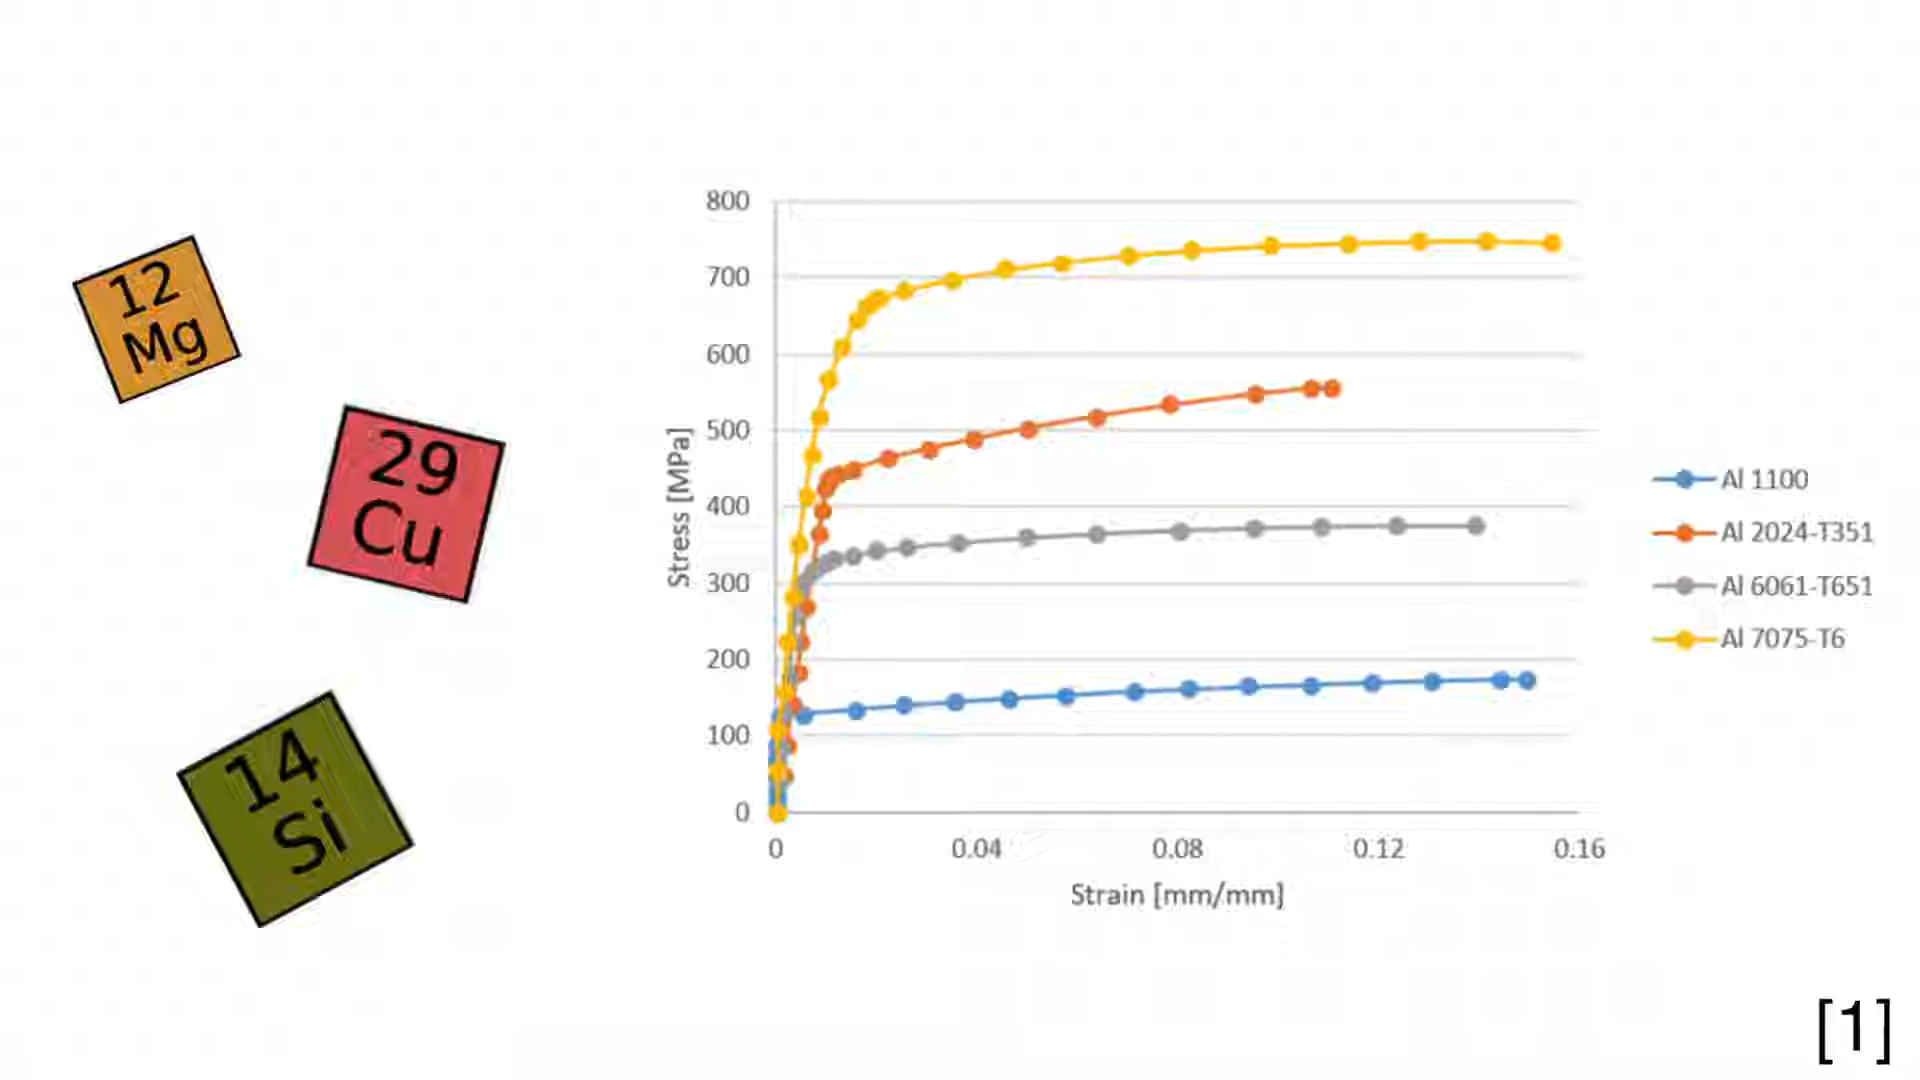 12
Mg
29
Cu
14
Si
800
700
600
500
400
300
200
100
0
Stress [MPa]
0 0.04 0.08 0.12 0.16
Strain [mm/mm]
Al 1100
Al 2024-T351
Al 6061-T651
Al 7075-T6
[1]